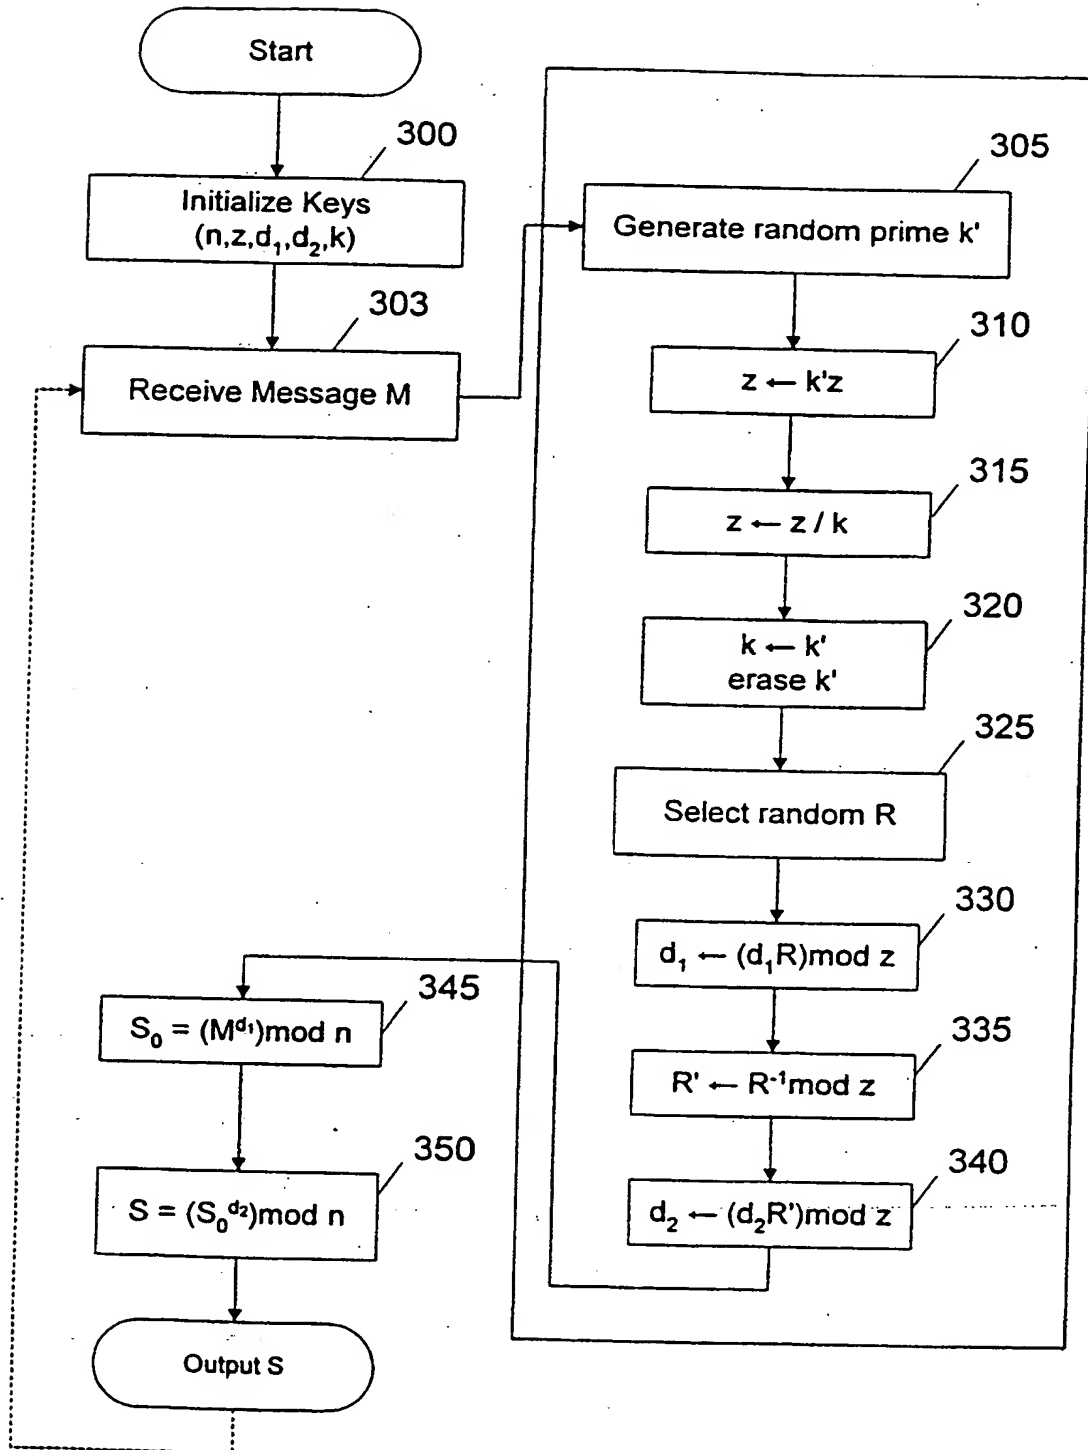 Start
300
Initialize Keys
(n,z,d₁,d₂,k)
303
Receive Message M
305
Generate random prime k'
310
z ← k'z
315
z ← z / k
320
k ← k'
erase k'
325
Select random R
330
d₁ ← (d₁R)mod z
335
R' ← R⁻¹mod z
340
d₂ ← (d₂R')mod z
345
S₀ = (M^d₁)mod n
350
S = (S₀^d₂)mod n
Output S